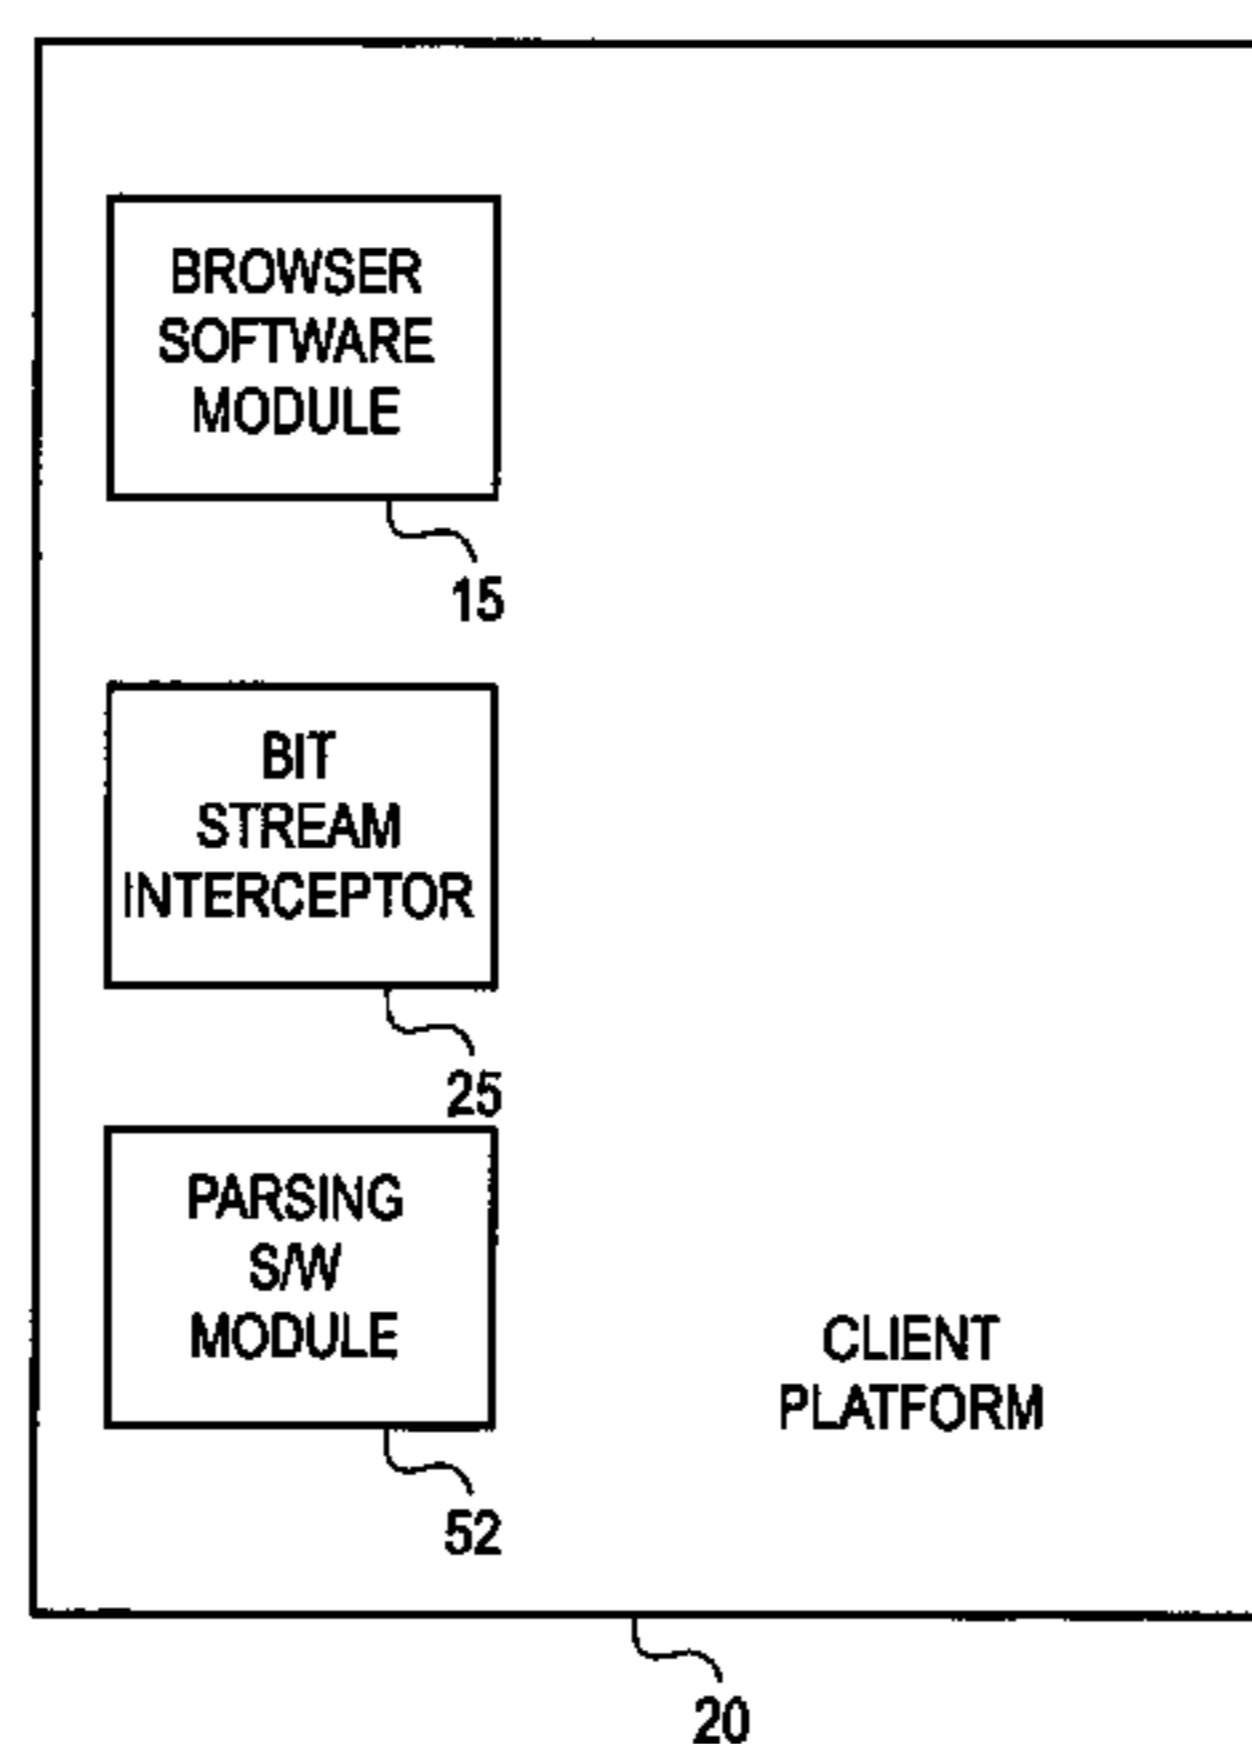 BROWSER
SOFTWARE
MODULE
15
BIT
STREAM
INTERCEPTOR
25
PARSING
S/W
MODULE
52
CLIENT
PLATFORM
20